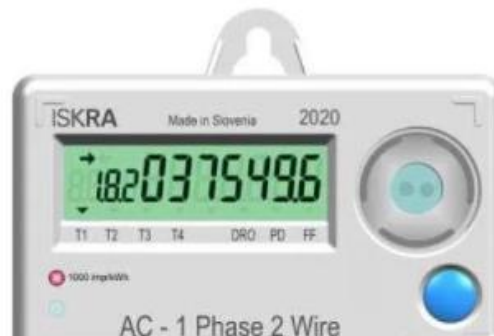 ISKRA Made in Slovenia 2020
1.8.2 037549.6
T1 T2 T3 T4 DRO PD FF
1000 imp/kWh
AC - 1 Phase 2 Wire